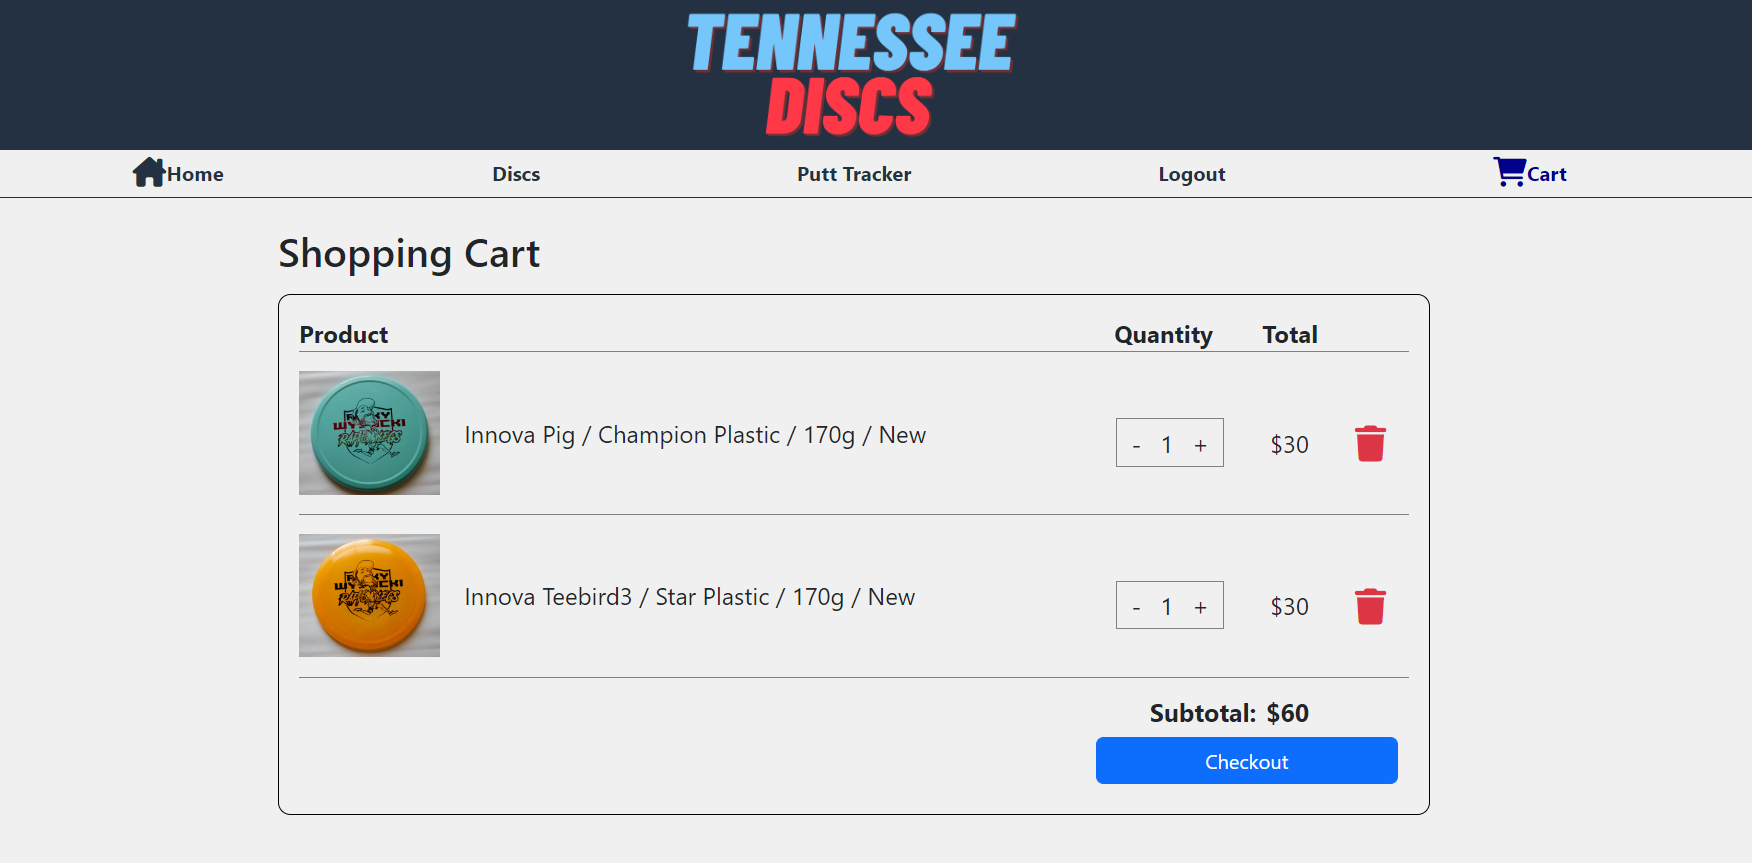 TENNESSEE
DISCS
Home Discs Putt Tracker Logout Cart
Shopping Cart
Product Quantity Total
Innova Pig / Champion Plastic / 170g / New - 1 + $30
Innova Teebird3 / Star Plastic / 170g / New - 1 + $30
Subtotal: $60
Checkout